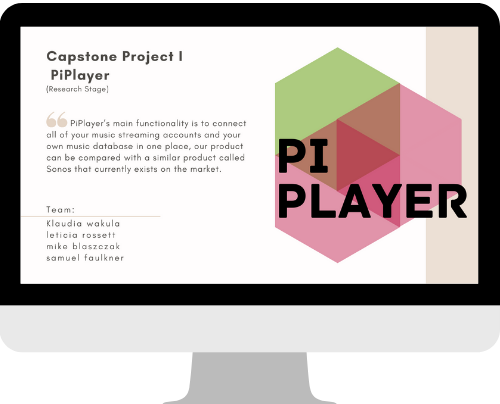 Capstone Project I
PiPlayer
{Research Stage}
PiPlayer's main functionality is to connect
all of your music streaming accounts and your
own music database in one place, our product
can be compared with a similar product called
Sonos that currently exists on the market.
Team:
Klaudia wakula
leticia rossett
mike blaszczak
samuel faulkner
PI
PLAYER